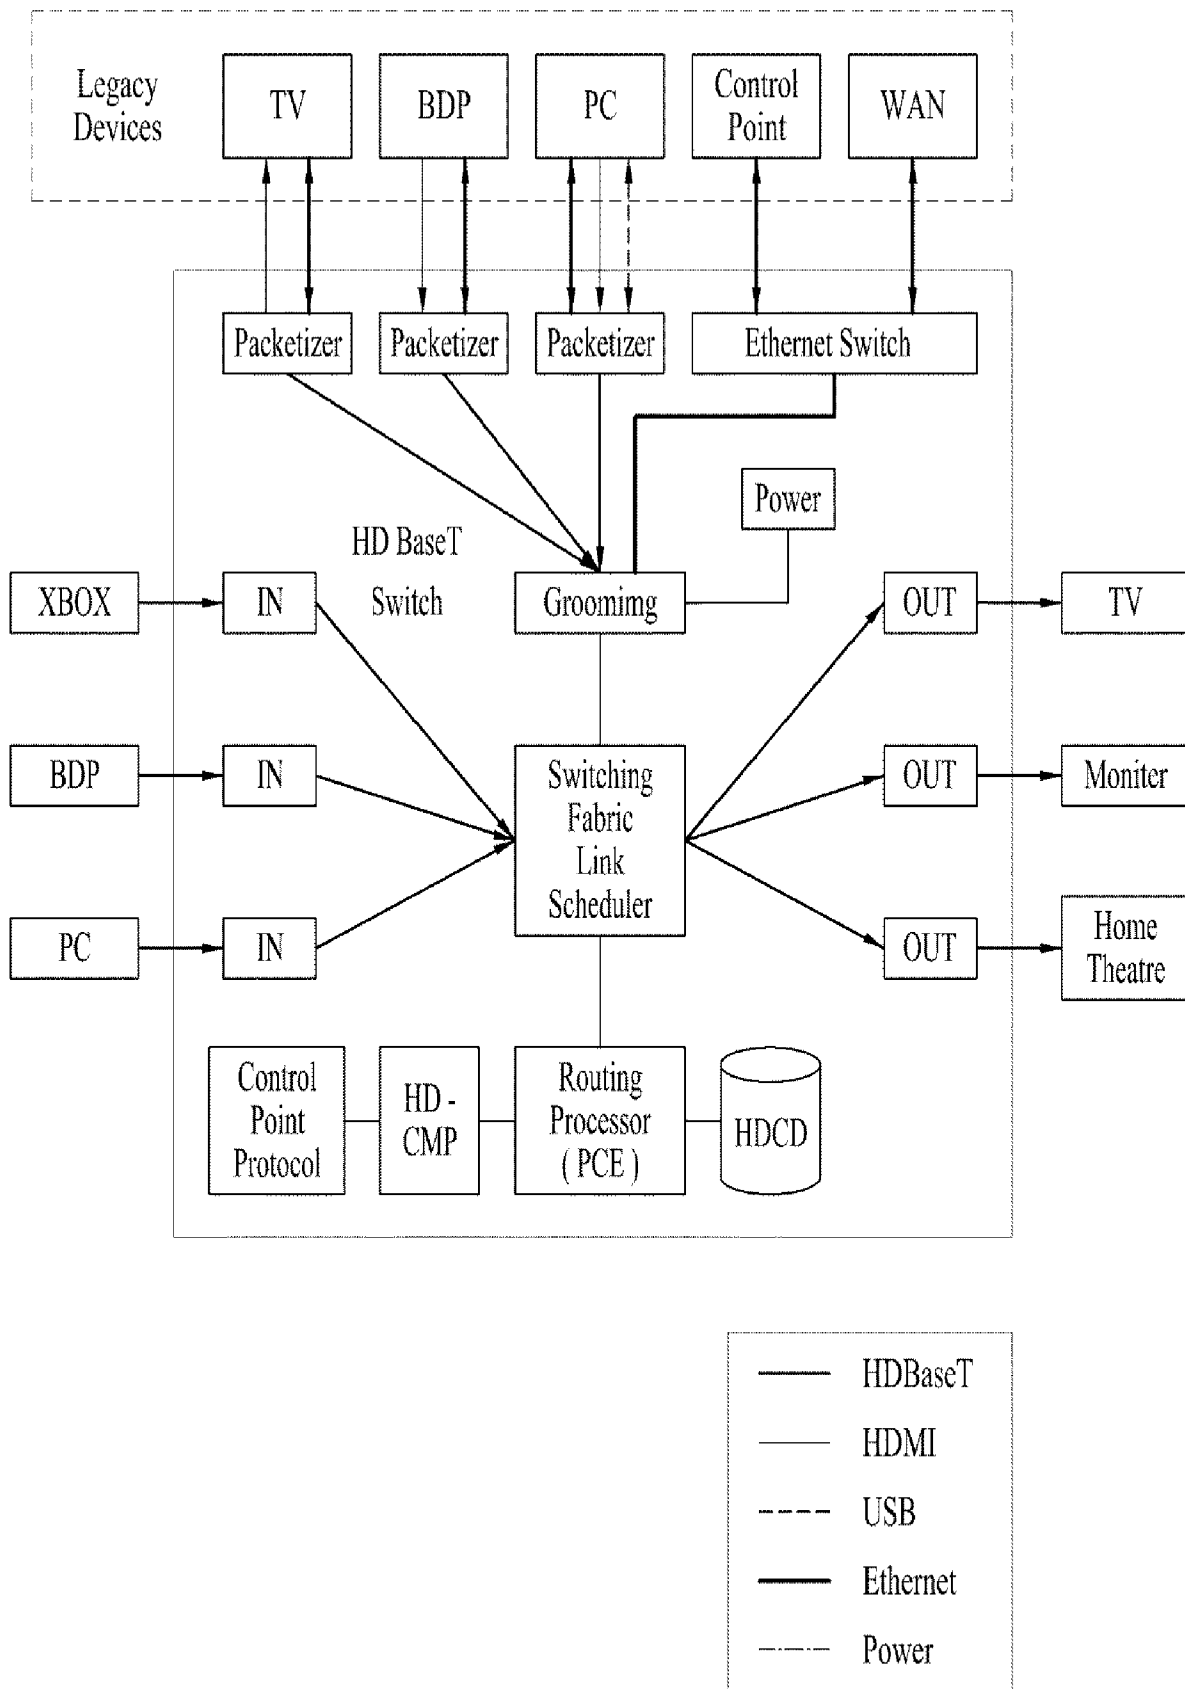 Legacy
Devices
TV
BDP
PC
Control
Point
WAN
Packetizer
Packetizer
Packetizer
Ethernet Switch
Power
HD BaseT
Switch
XBOX
IN
Groomimg
OUT
TV
BDP
IN
Switching
Fabric
Link
Scheduler
OUT
Moniter
PC
IN
OUT
Home
Theatre
Control
Point
Protocol
HD -
CMP
Routing
Processor
( PCE )
HDCD
HDBaseT
HDMI
USB
Ethernet
Power